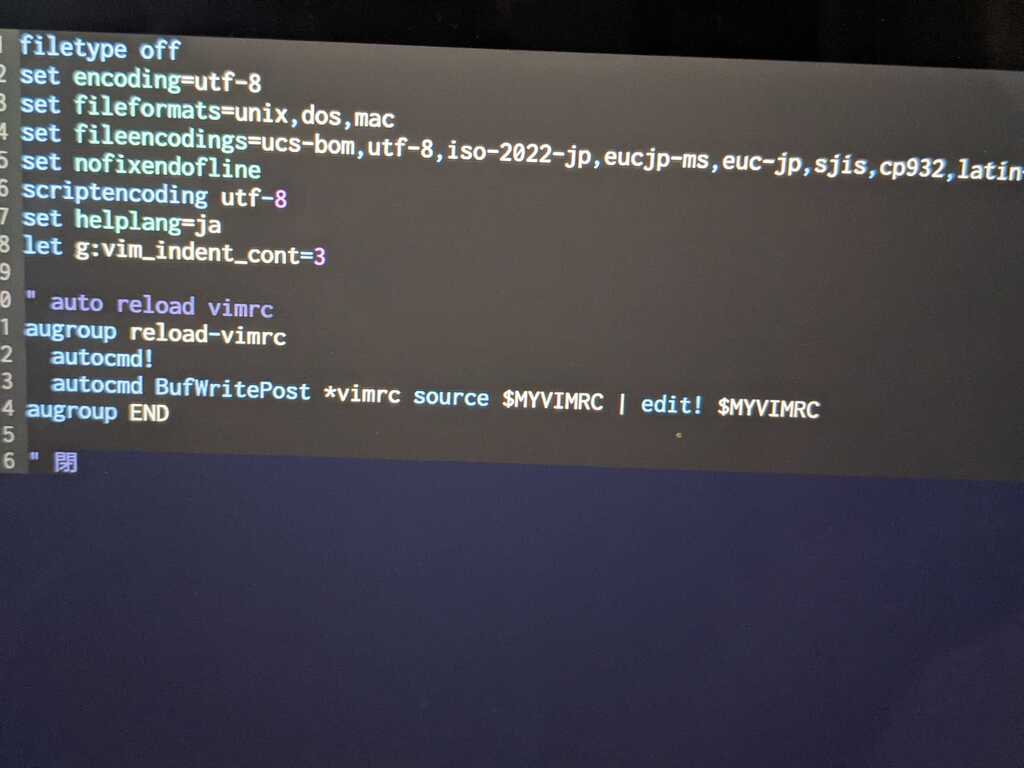 1 filetype off
2 set encoding=utf-8
3 set fileformats=unix,dos,mac
4 set fileencodings=ucs-bom,utf-8,iso-2022-jp,eucjp-ms,euc-jp,sjis,cp932,latin
5 set nofixendofline
6 scriptencoding utf-8
7 set helplang=ja
8 let g:vim_indent_cont=3
9
0 " auto reload vimrc
1 augroup reload-vimrc
2   autocmd!
3   autocmd BufWritePost *vimrc source $MYVIMRC | edit! $MYVIMRC
4 augroup END
5
6 " 閉